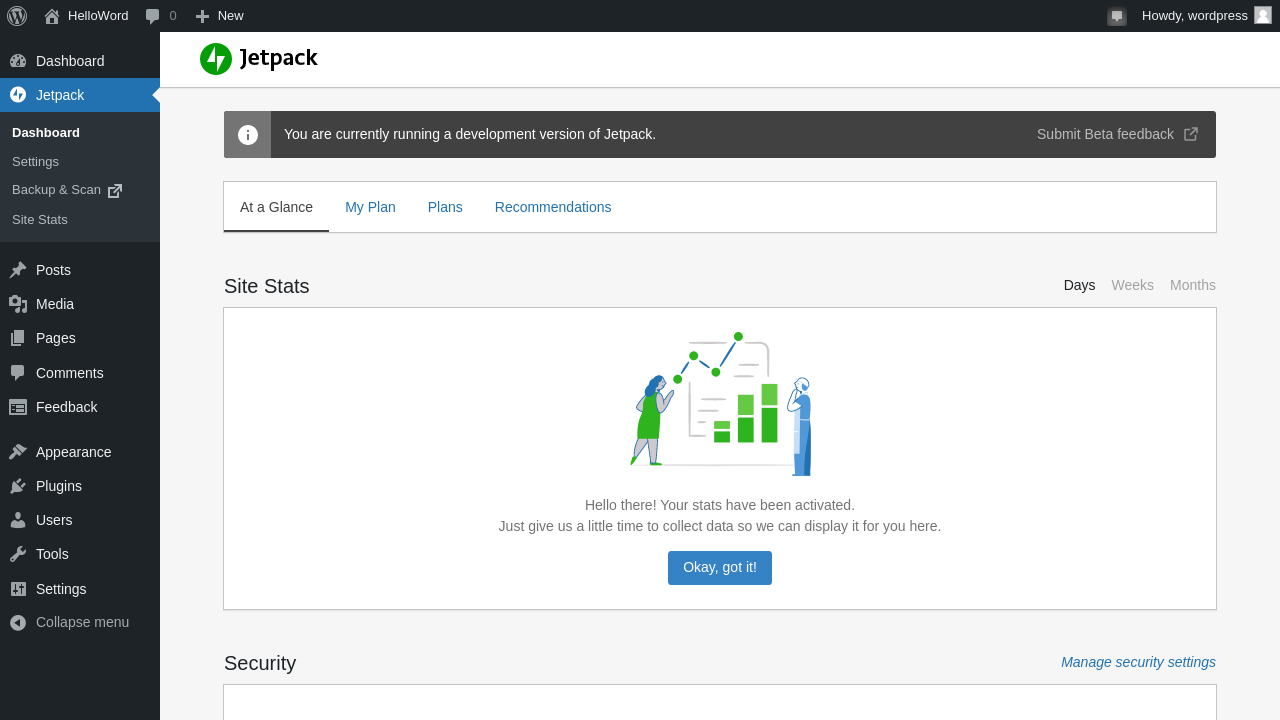 HelloWord
0
New
Howdy, wordpress
Dashboard
Jetpack
Dashboard
Settings
Backup & Scan
Site Stats
Posts
Media
Pages
Comments
Feedback
Appearance
Plugins
Users
Tools
Settings
Collapse menu
Jetpack
You are currently running a development version of Jetpack.
Submit Beta feedback
At a Glance
My Plan
Plans
Recommendations
Site Stats
Days
Weeks
Months
Hello there! Your stats have been activated.
Just give us a little time to collect data so we can display it for you here.
Okay, got it!
Security
Manage security settings